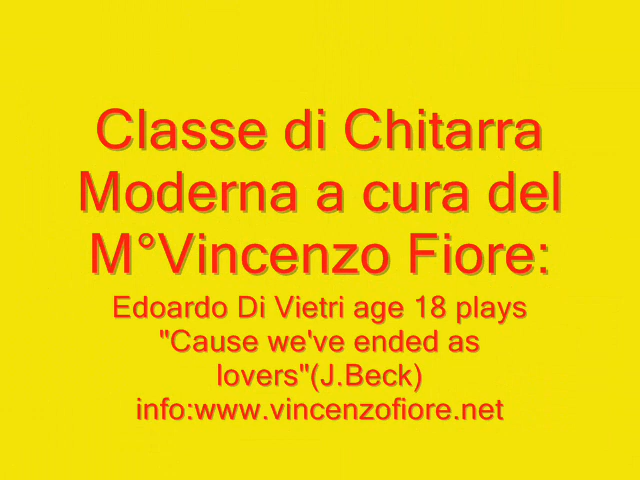 Classe di Chitarra
Moderna a cura del
M°Vincenzo Fiore:
Edoardo Di Vietri age 18 plays
"Cause we've ended as
lovers"(J.Beck)
info:www.vincenzofiore.net